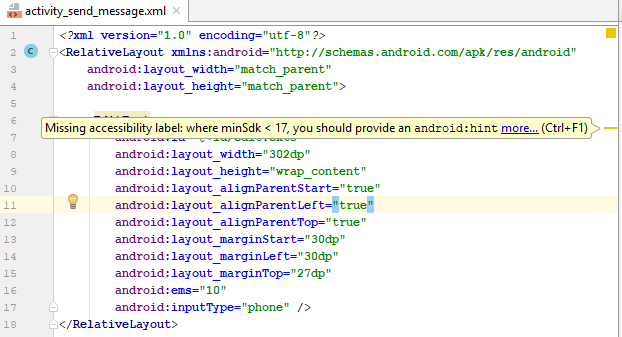 activity_send_message.xml ×
1 <?xml version="1.0" encoding="utf-8"?>
2 C <RelativeLayout xmlns:android="http://schemas.android.com/apk/res/android"
3 android:layout_width="match_parent"
4 android:layout_height="match_parent">
5
6
Missing accessibility label: where minSdk < 17, you should provide an android:hint more... (Ctrl+F1)
8 android:layout_width="302dp"
9 android:layout_height="wrap_content"
10 android:layout_alignParentStart="true"
11 android:layout_alignParentLeft="true"
12 android:layout_alignParentTop="true"
13 android:layout_marginStart="30dp"
14 android:layout_marginLeft="30dp"
15 android:layout_marginTop="27dp"
16 android:ems="10"
17 android:inputType="phone" />
18 </RelativeLayout>